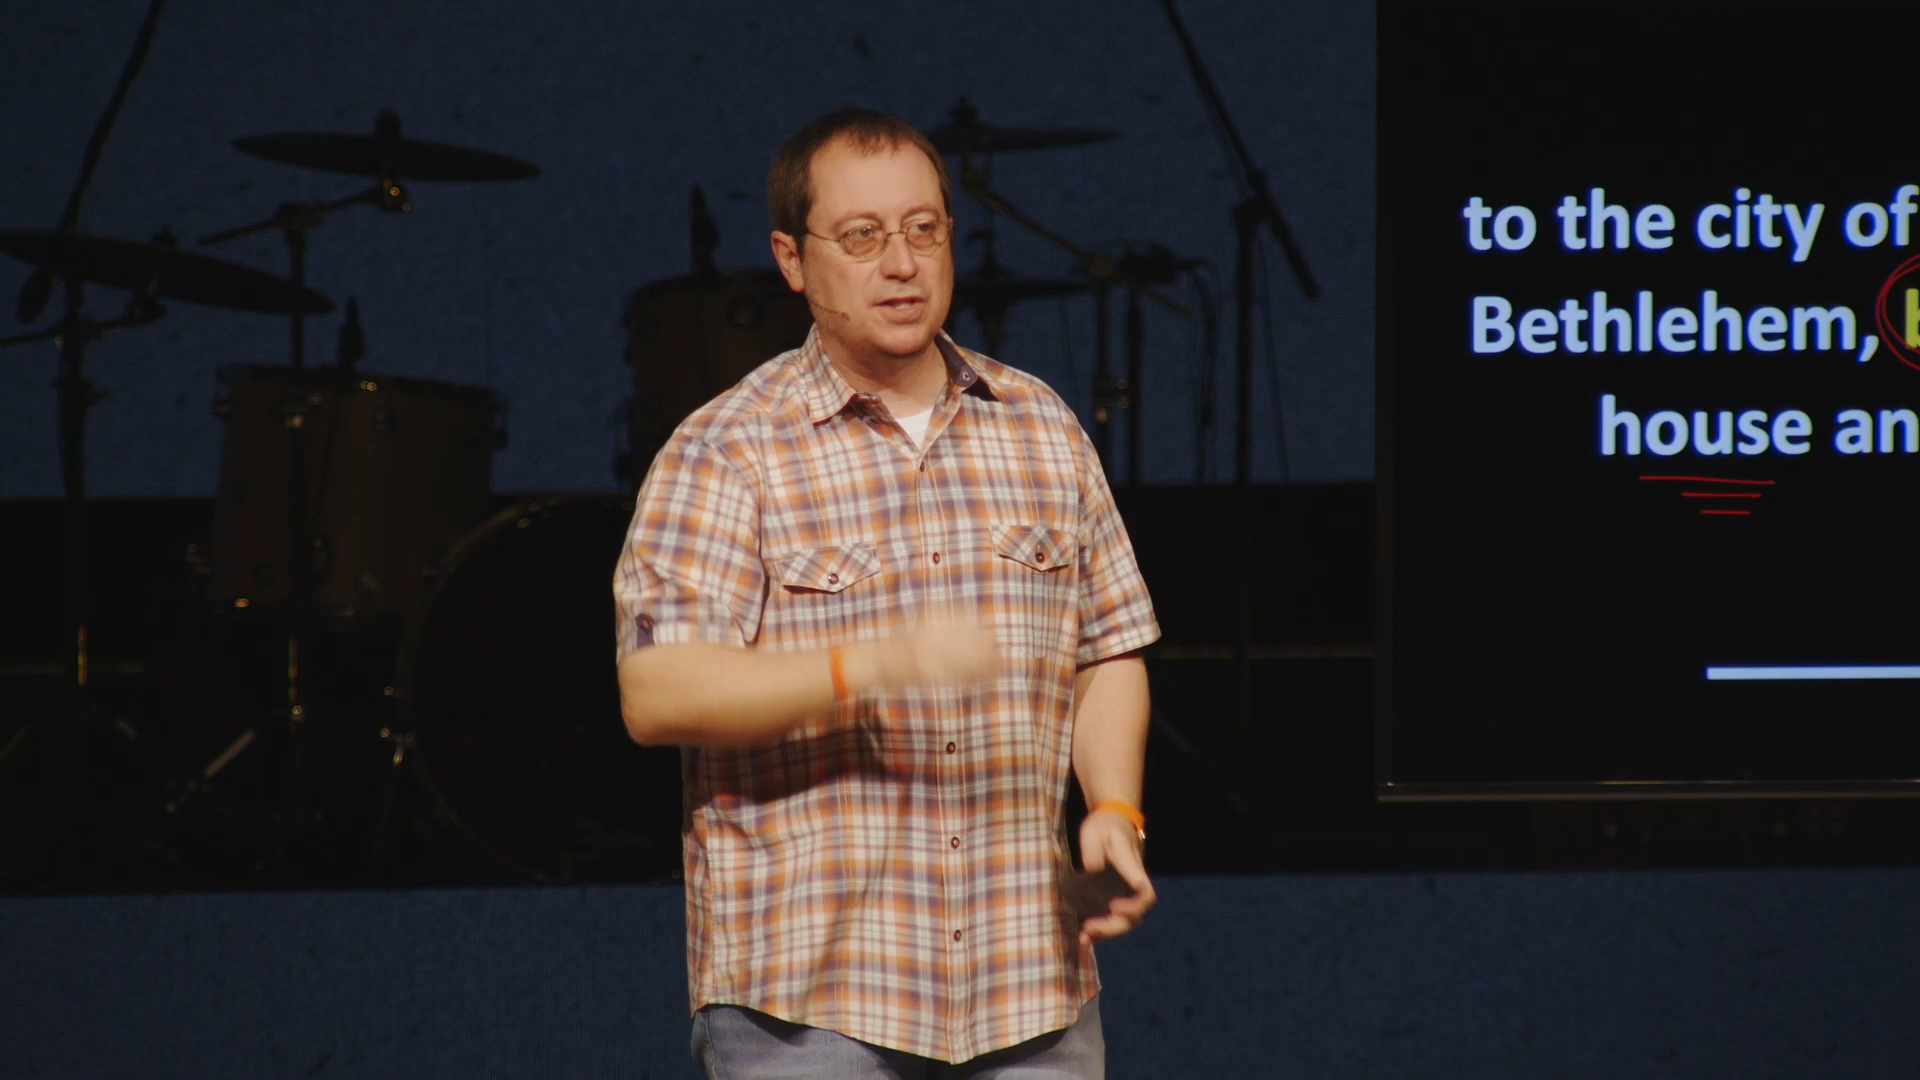 to the city of
Bethlehem,
house an